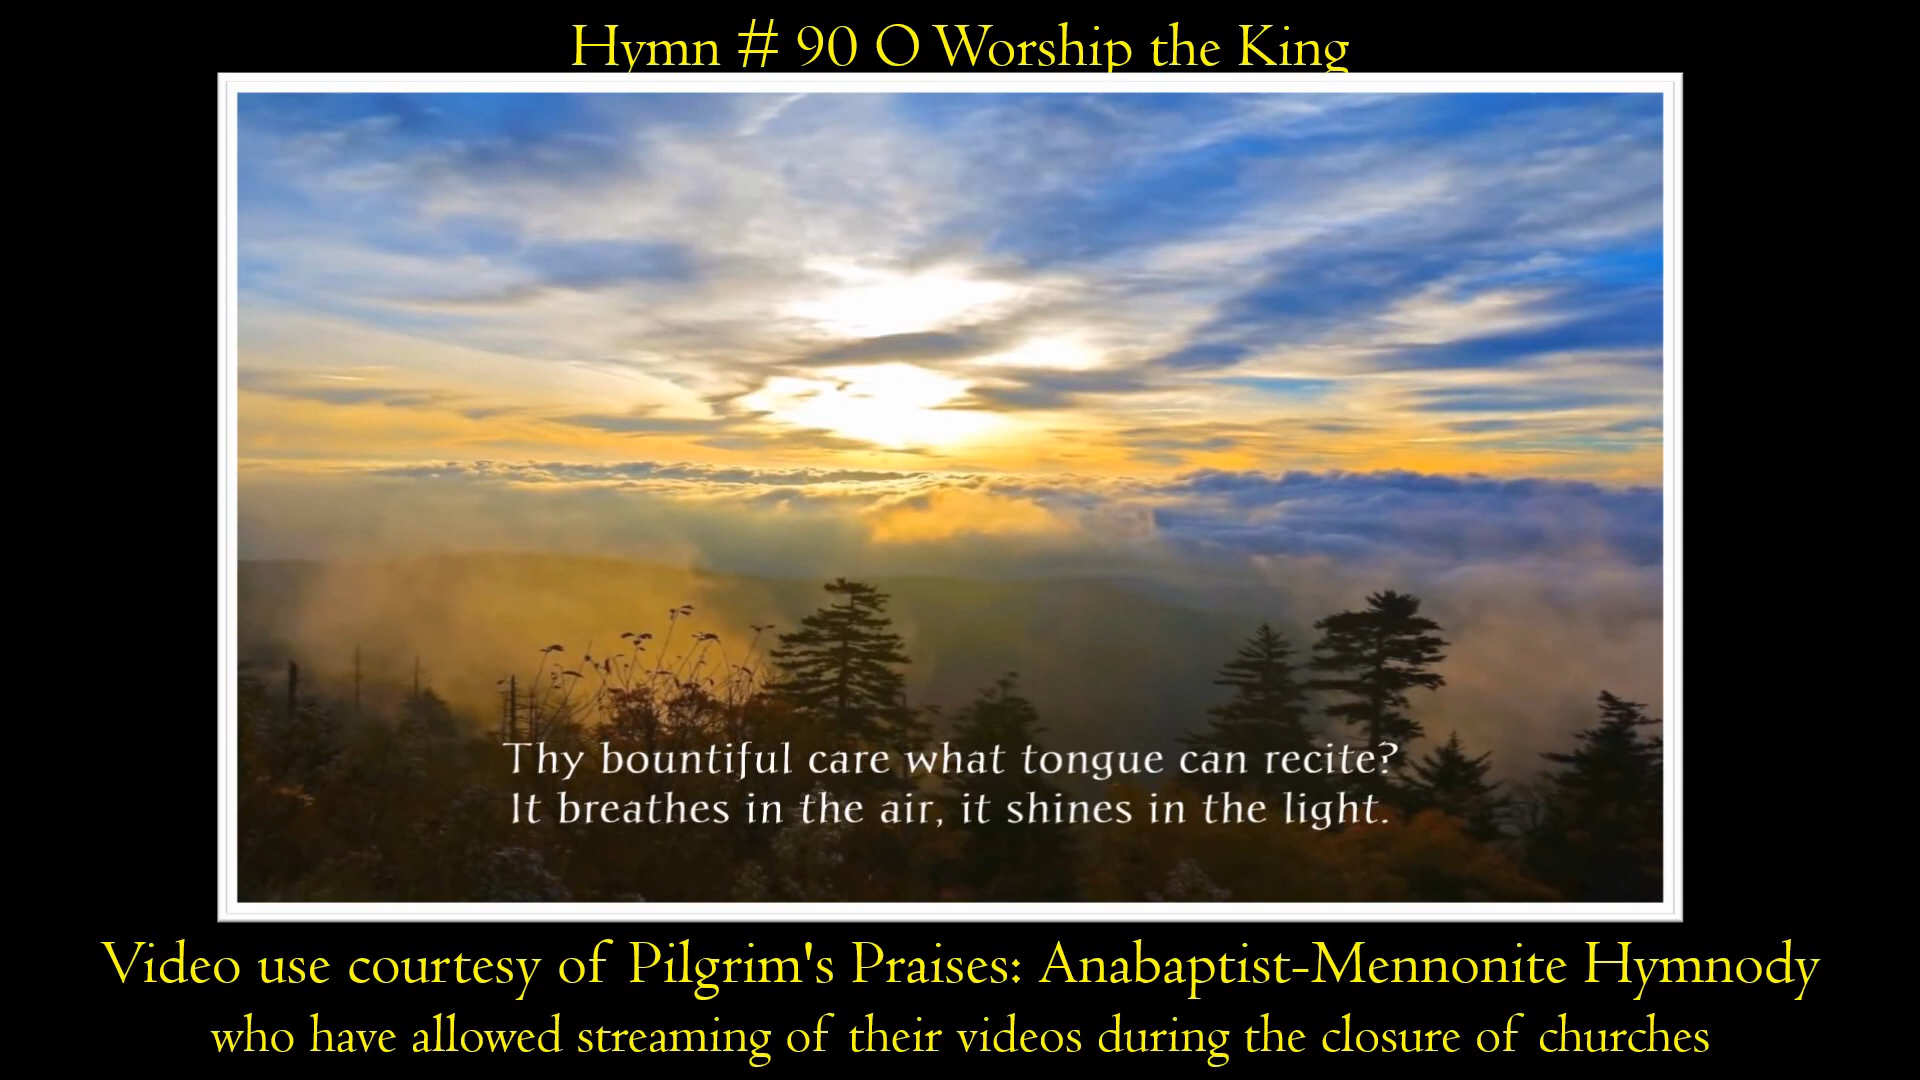 Hymn # 90 O Worship the King
Thy bountiful care what tongue can recite?
It breathes in the air, it shines in the light.
Video use courtesy of Pilgrim's Praises: Anabaptist-Mennonite Hymnody
who have allowed streaming of their videos during the closure of churches